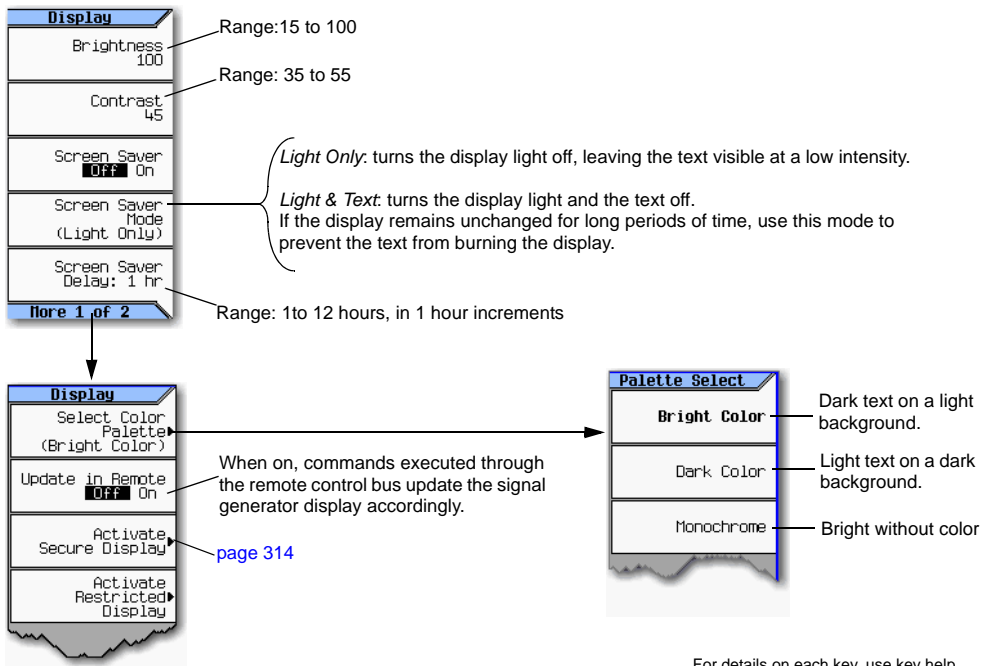 Display
Brightness
100
Range:15 to 100
Contrast
45
Range: 35 to 55
Screen Saver
Off On
Screen Saver
Mode
(Light Only)
Light Only: turns the display light off, leaving the text visible at a low intensity.
Light & Text: turns the display light and the text off.
If the display remains unchanged for long periods of time, use this mode to
prevent the text from burning the display.
Screen Saver
Delay: 1 hr
Range: 1to 12 hours, in 1 hour increments
More 1 of 2
Display
Select Color
Palette
(Bright Color)
Update in Remote
Off On
When on, commands executed through
the remote control bus update the signal
generator display accordingly.
Activate
Secure Display
page 314
Activate
Restricted
Display
Palette Select
Bright Color
Dark text on a light
background.
Dark Color
Light text on a dark
background.
Monochrome
Bright without color
For details on each key, use key help